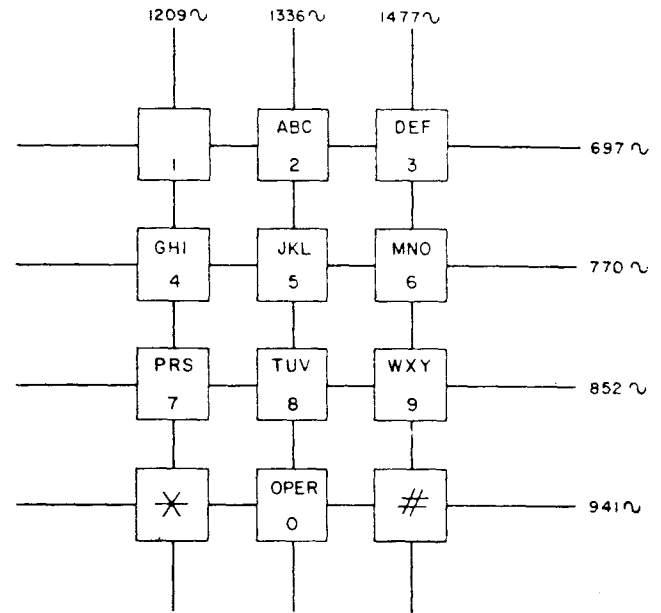 1209~ 1336~ 1477~
ABC DEF
1 2 3 697~
GHI JKL MNO
4 5 6 770~
PRS TUV WXY
7 8 9 852~
* OPER #
0 941~